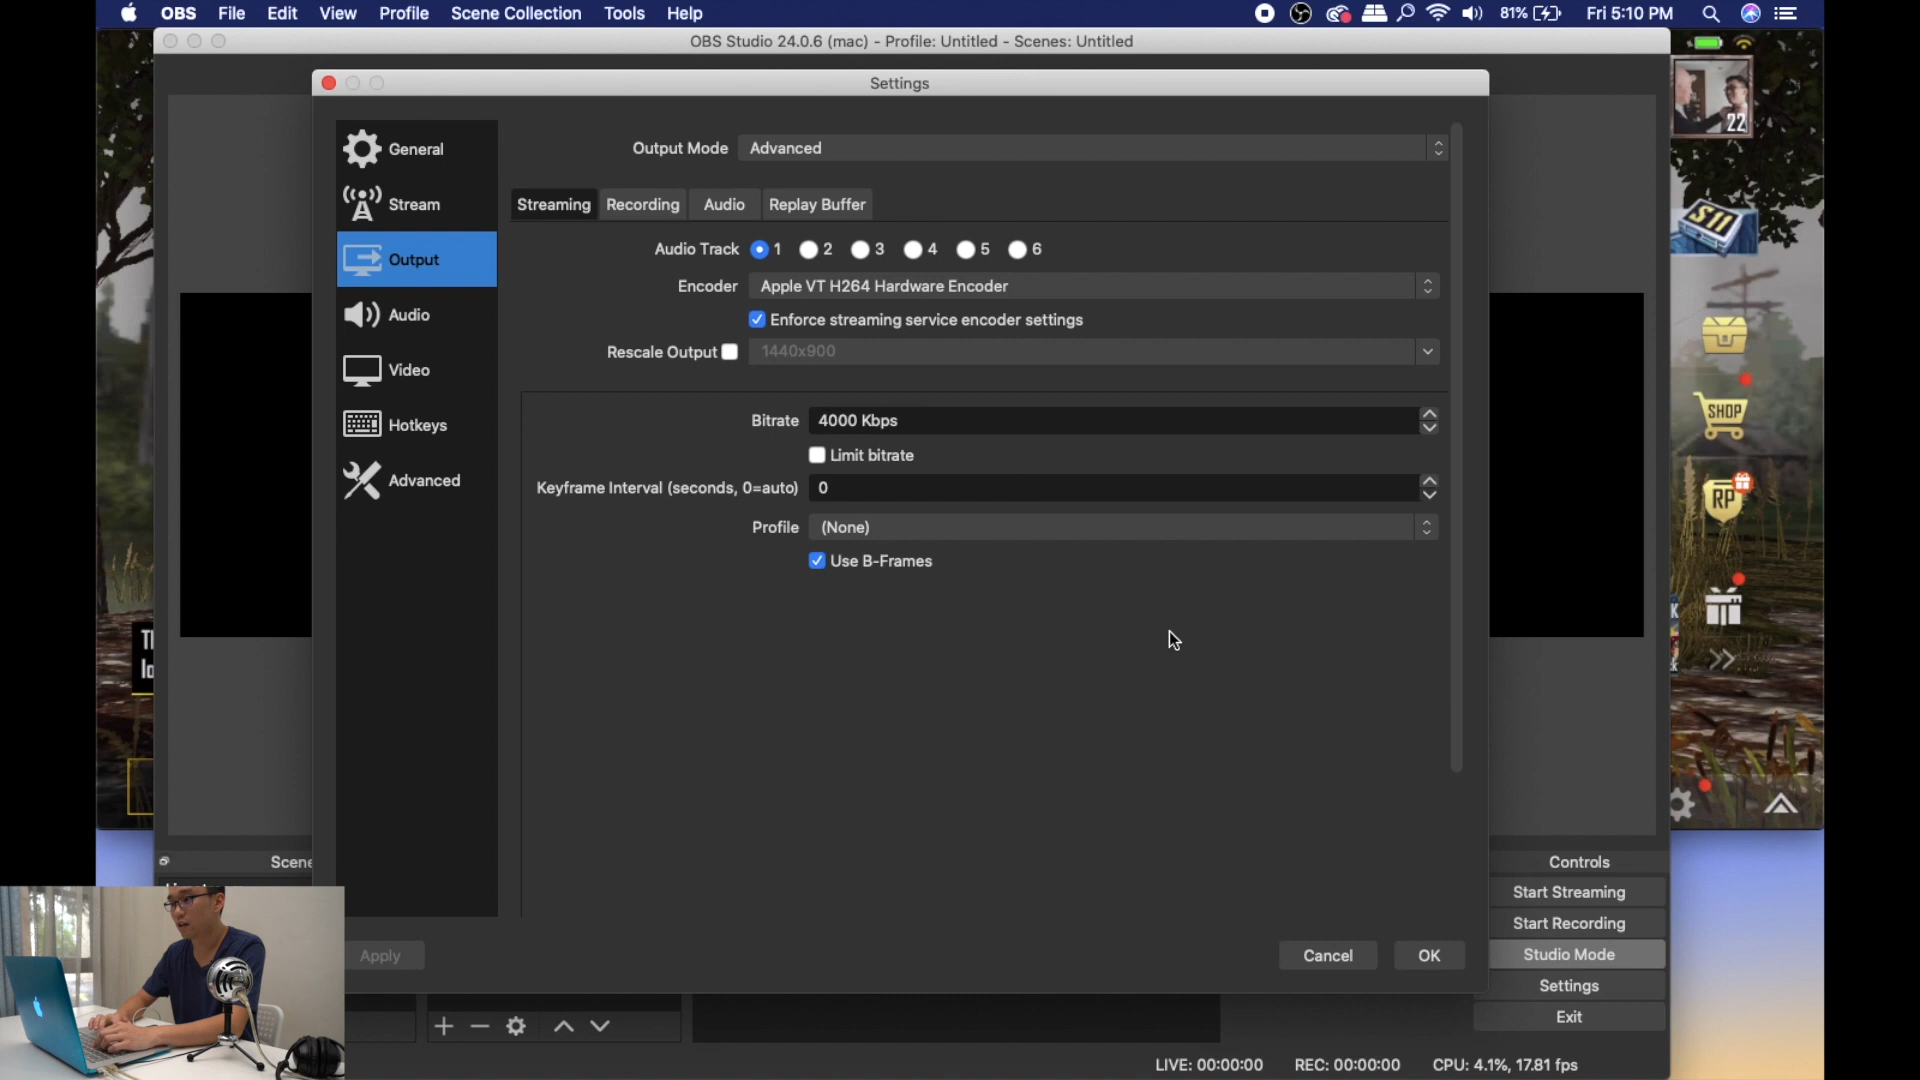 OBS File Edit View Profile Scene Collection Tools Help 81% Fri 5:10 PM
OBS Studio 24.0.6 (mac) - Profile: Untitled - Scenes: Untitled
Settings
22
General
Stream
Output
Audio
Video
Hotkeys
Advanced
Output Mode Advanced
Streaming Recording Audio Replay Buffer
Audio Track 1 2 3 4 5 6
Encoder Apple VT H264 Hardware Encoder
Enforce streaming service encoder settings
Rescale Output 1440x900
Bitrate 4000 Kbps
Limit bitrate
Keyframe Interval (seconds, 0=auto) 0
Profile (None)
Use B-Frames
S11
SHOP
RP
Scene
Controls
Start Streaming
Start Recording
Studio Mode
Settings
Exit
Apply
Cancel OK
LIVE: 00:00:00 REC: 00:00:00 CPU: 4.1%, 17.81 fps